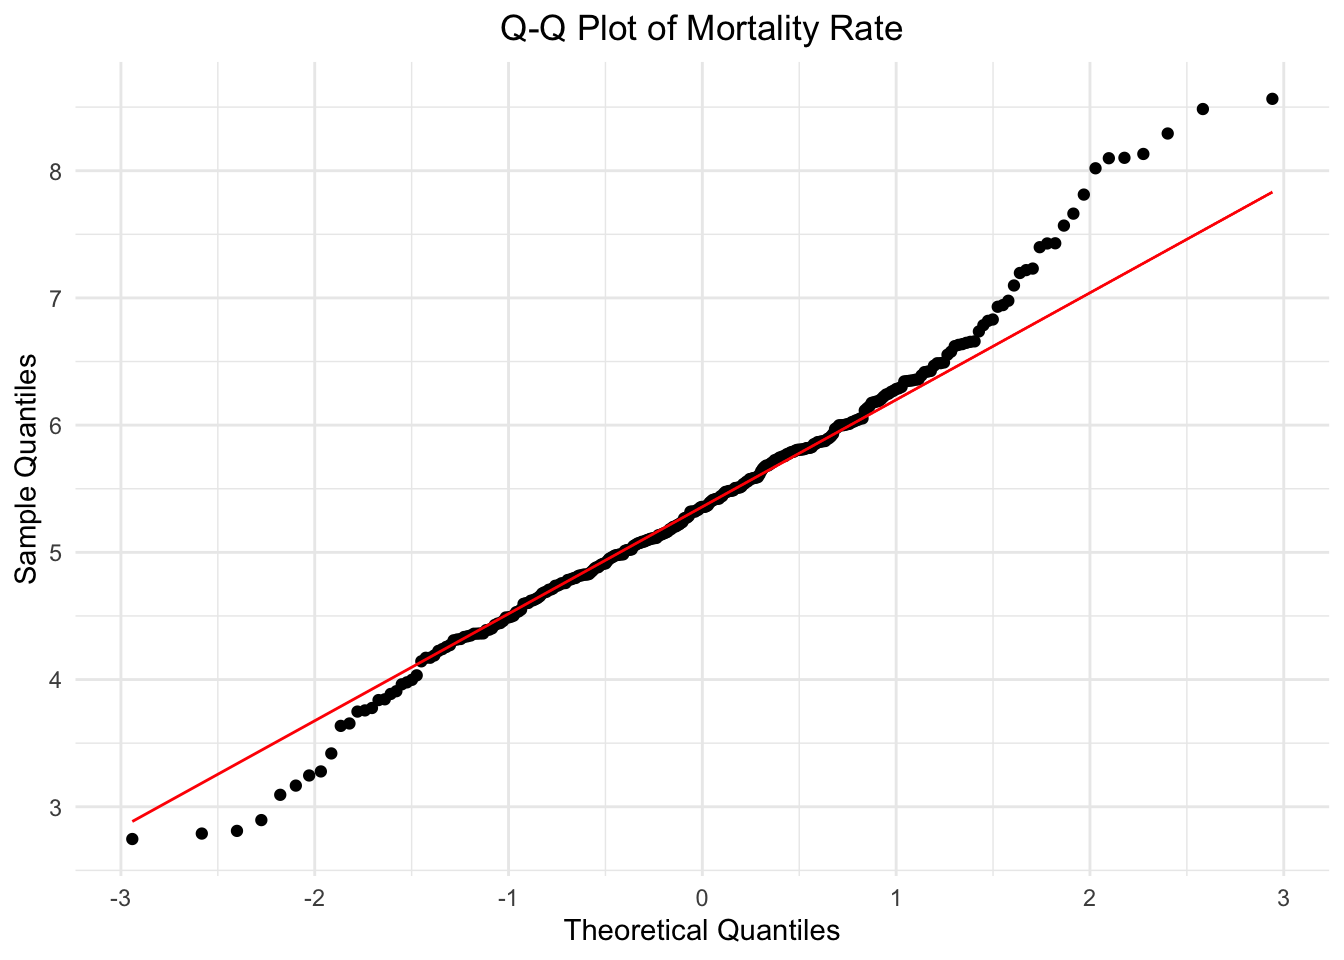 Q-Q Plot of Mortality Rate
8
7
6
5
4
3
Sample Quantiles
-3 -2 -1 0 1 2 3
Theoretical Quantiles